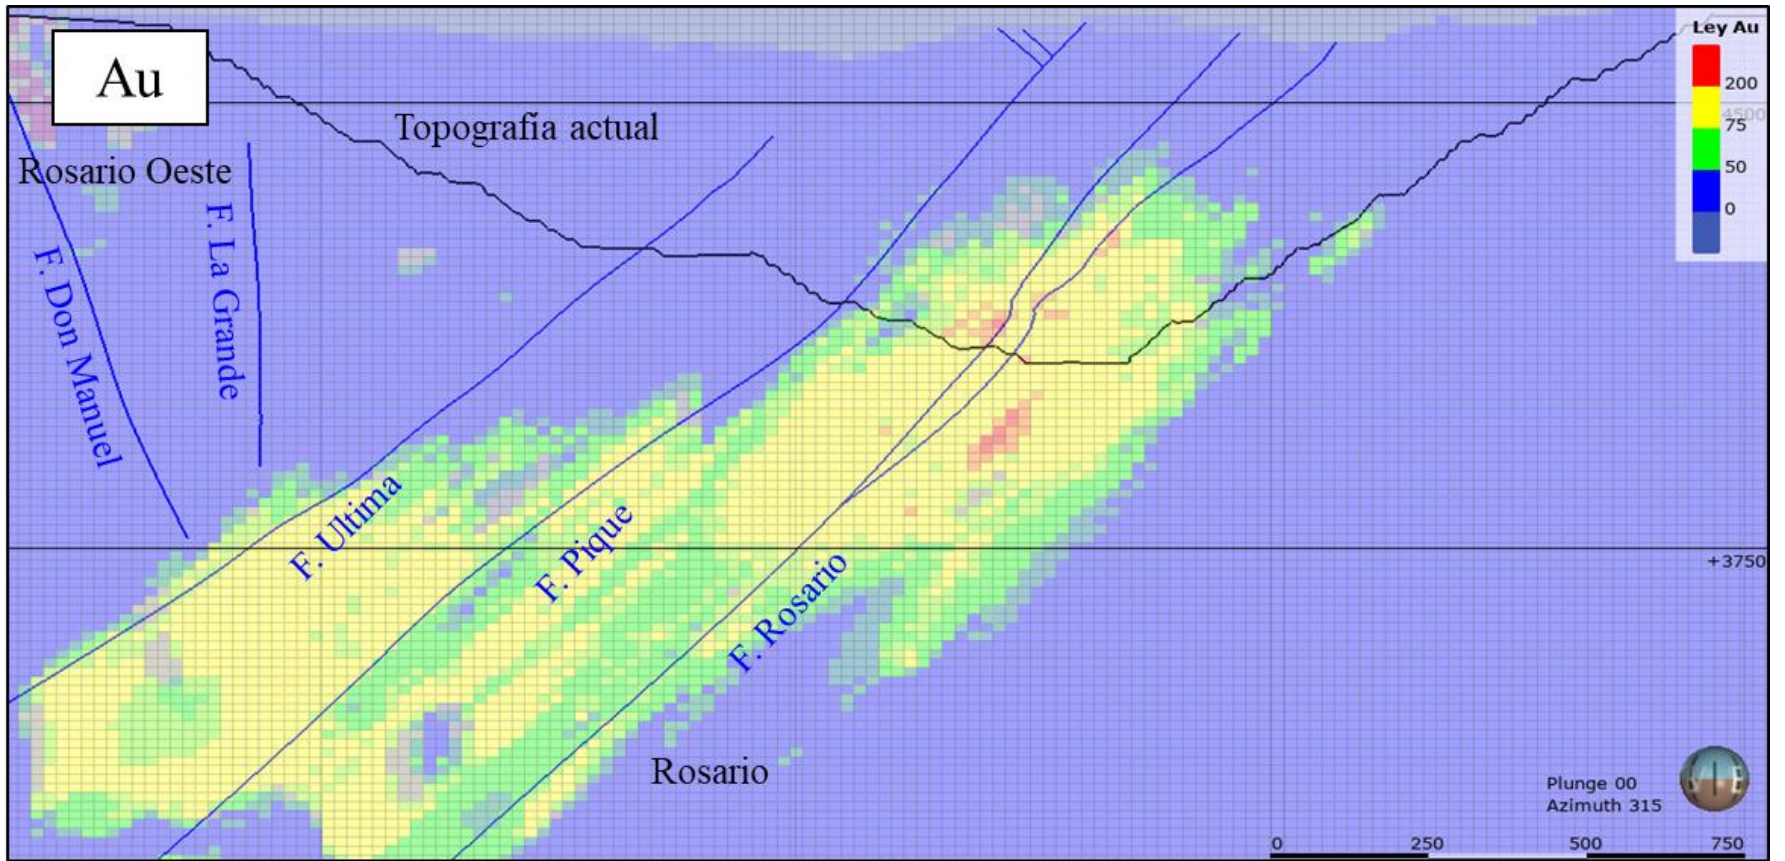 Au
Ley Au
200
4500
75
50
0
Topografía actual
Rosario Oeste
F. La Grande
F. Don Manuel
F. Ultima
F. Pique
F. Rosario
+3750
Rosario
Plunge 00
Azimuth 315
0 250 500 750